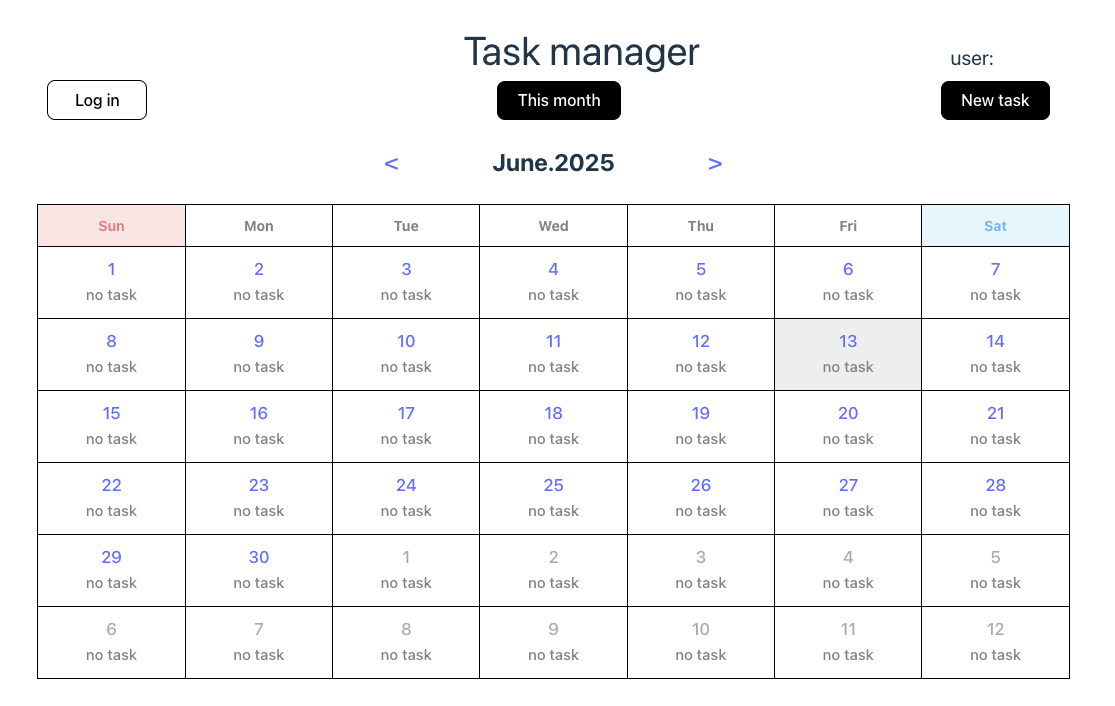 Task manager
user:
Log in
This month
New task
< June.2025 >
Sun Mon Tue Wed Thu Fri Sat
1 2 3 4 5 6 7
no task no task no task no task no task no task no task
8 9 10 11 12 13 14
no task no task no task no task no task no task no task
15 16 17 18 19 20 21
no task no task no task no task no task no task no task
22 23 24 25 26 27 28
no task no task no task no task no task no task no task
29 30 1 2 3 4 5
no task no task no task no task no task no task no task
6 7 8 9 10 11 12
no task no task no task no task no task no task no task